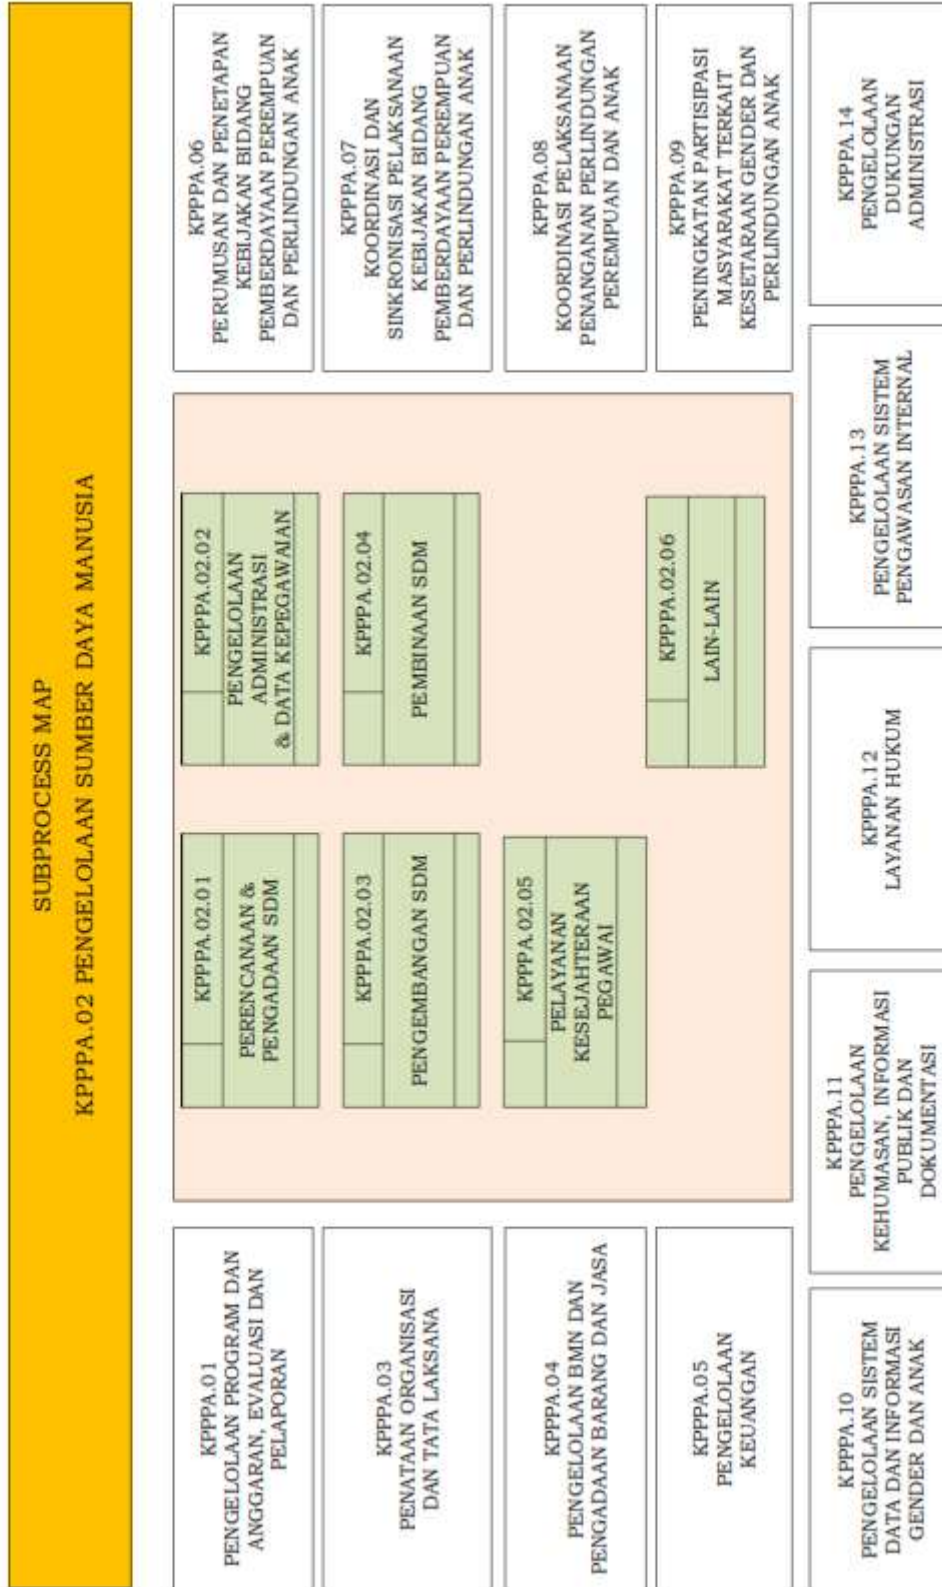 SUBPROCESS MAP
KPPPA.02 PENGELOLAAN SUMBER DAYA MANUSIA
KPPPA.01
PENGELOLAAN PROGRAM DAN
ANGGARAN, EVALUASI DAN
PELAPORAN
KPPPA.03
PENATAAN ORGANISASI
DAN TATA LAKSANA
KPPPA.04
PENGELOLAAN BMN DAN
PENGADAAN BARANG DAN JASA
KPPPA.05
PENGELOLAAN
KEUANGAN
KPPPA.02.01
PERENCANAAN &
PENGADAAN SDM
KPPPA.02.02
PENGELOLAAN
ADMINISTRASI
& DATA KEPEGAWAIAN
KPPPA.02.03
PENGEMBANGAN SDM
KPPPA.02.04
PEMBINAAN SDM
KPPPA.02.05
PELAYANAN
KESEJAHTERAAN
PEGAWAI
KPPPA.02.06
LAIN-LAIN
KPPPA.06
PERUMUSAN DAN PENETAPAN
KEBIJAKAN BIDANG
PEMBERDAYAAN PEREMPUAN
DAN PERLINDUNGAN ANAK
KPPPA.07
KOORDINASI DAN
SINKRONISASI PELAKSANAAN
KEBIJAKAN BIDANG
PEMBERDAYAAN PEREMPUAN
DAN PERLINDUNGAN ANAK
KPPPA.08
KOORDINASI PELAKSANAAN
PENANGANAN PERLINDUNGAN
PEREMPUAN DAN ANAK
KPPPA.09
PENINGKATAN PARTISIPASI
MASYARAKAT TERKAIT
KESETARAAN GENDER DAN
PERLINDUNGAN ANAK
KPPPA.10
PENGELOLAAN SISTEM
DATA DAN INFORMASI
GENDER DAN ANAK
KPPPA.11
PENGELOLAAN
KEHUMASAN, INFORMASI
PUBLIK DAN
DOKUMENTASI
KPPPA.12
LAYANAN HUKUM
KPPPA.13
PENGELOLAAN SISTEM
PENGAWASAN INTERNAL
KPPPA.14
PENGELOLAAN
DUKUNGAN
ADMINISTRASI